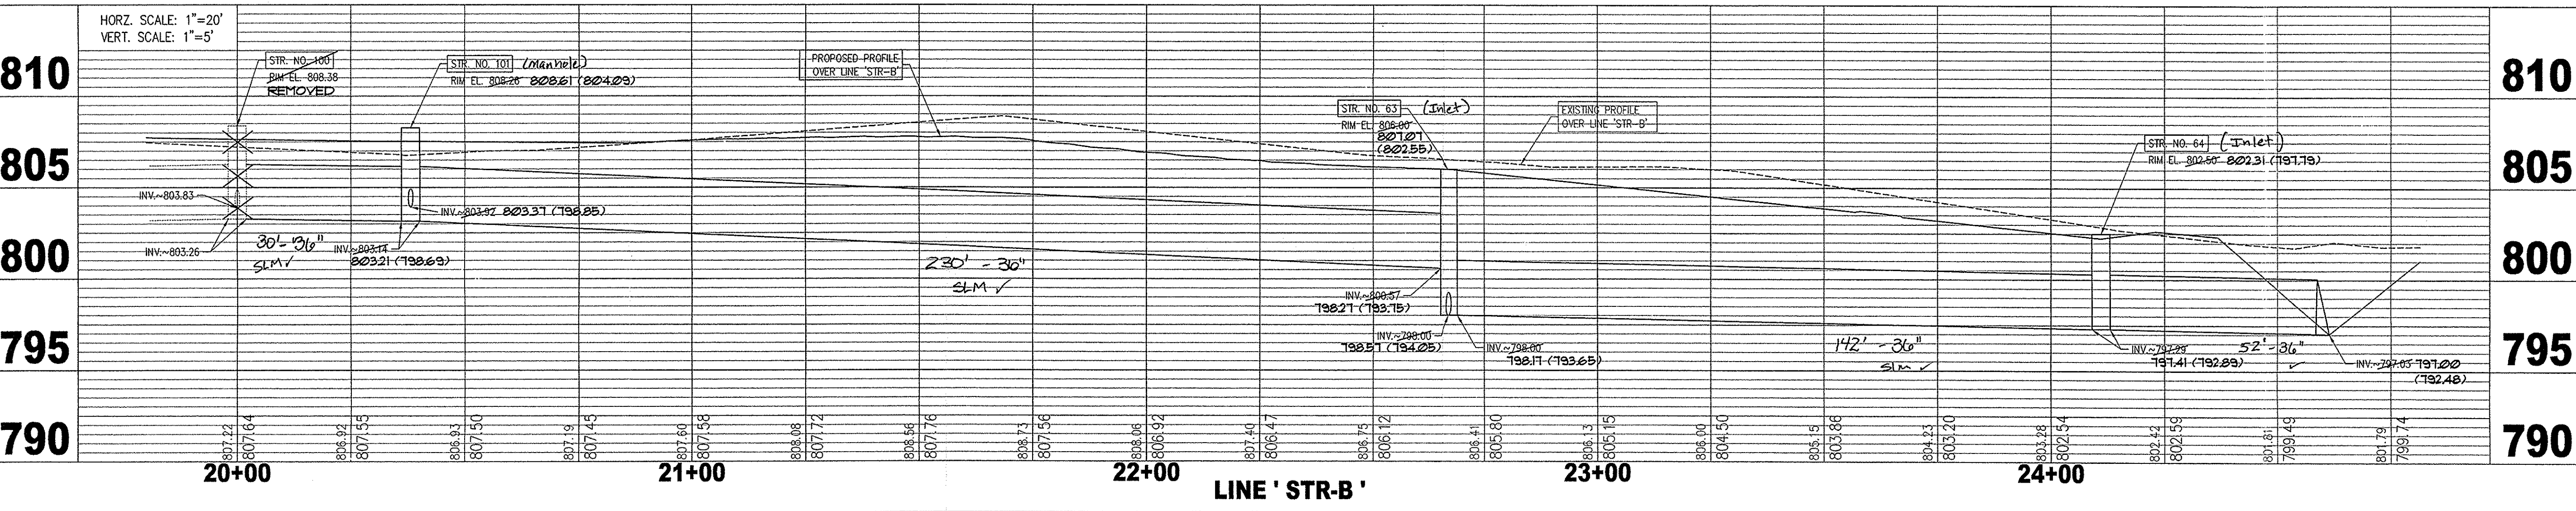 HORZ. SCALE: 1"=20'
VERT. SCALE: 1"=5'
810
805
800
795
790
STR. NO. 100
RIM EL. 808.38
REMOVED
STR. NO. 101 (manhole)
RIM EL. 808.26 808.61 (804.09)
PROPOSED PROFILE
OVER LINE 'STR-B'
STR. NO. 63 (Inlet)
RIM EL. 806.00
807.07
(802.55)
EXISTING PROFILE
OVER LINE 'STR-B'
STR. NO. 64 (Inlet)
RIM EL. 802.50 802.31 (797.79)
810
805
800
795
790
INV.~803.83
INV.~803.26
30'-36"
SLM ✓
INV.~803.92 803.37 (798.85)
INV.~803.14
803.21 (798.69)
230' - 36"
SLM ✓
INV.~800.57
798.27 (793.75)
INV.~798.00
798.57 (794.05)
INV.~798.00
798.17 (793.65)
142' - 36"
SLM ✓
INV.~797.29
797.41 (792.89)
52'-36"
✓
INV.~797.03 797.00
(792.48)
807.22
807.64
806.92
807.55
806.93
807.50
807.19
807.45
807.60
807.58
808.08
807.72
808.56
807.76
808.73
807.56
808.06
806.92
807.40
806.47
806.75
806.12
806.41
805.80
806.13
805.15
806.00
804.50
805.15
803.86
804.23
803.20
803.28
802.54
802.42
802.59
801.81
799.49
801.79
799.74
20+00
21+00
22+00
23+00
24+00
LINE ' STR-B '